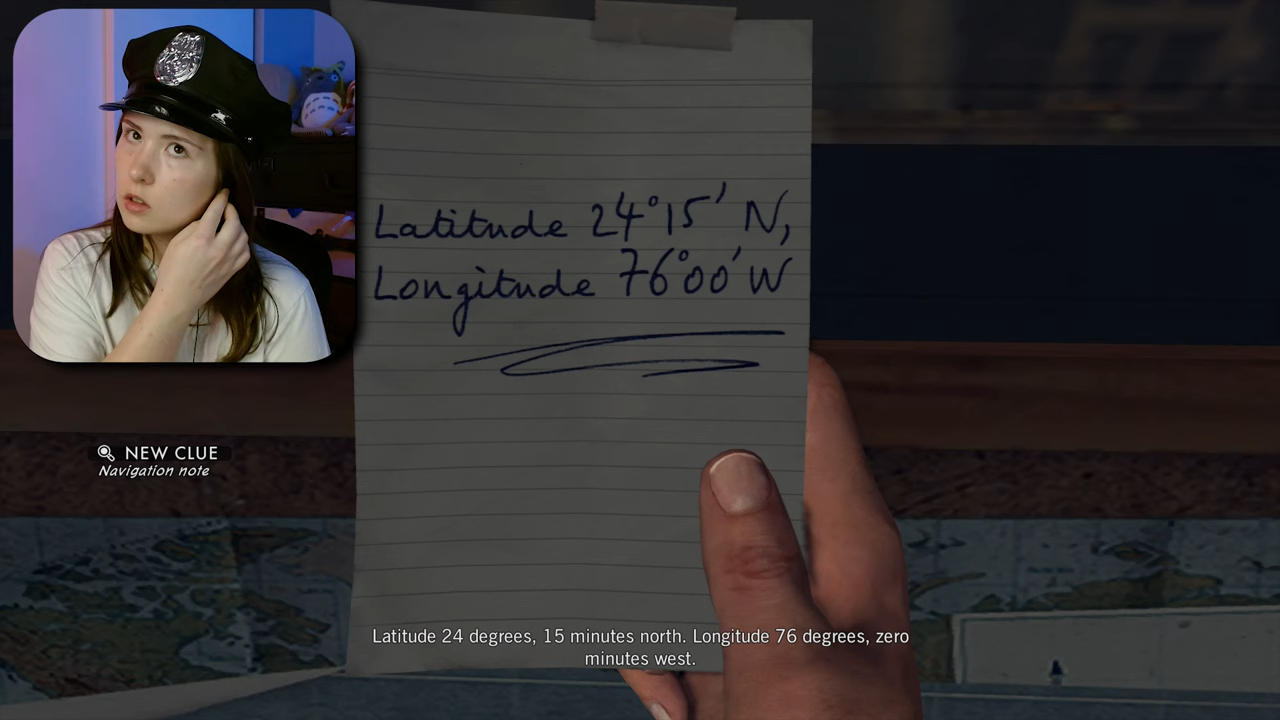 Latitude 24°15' N,
Longitude 76°00' W
NEW CLUE
Navigation note
Latitude 24 degrees, 15 minutes north. Longitude 76 degrees, zero
minutes west.